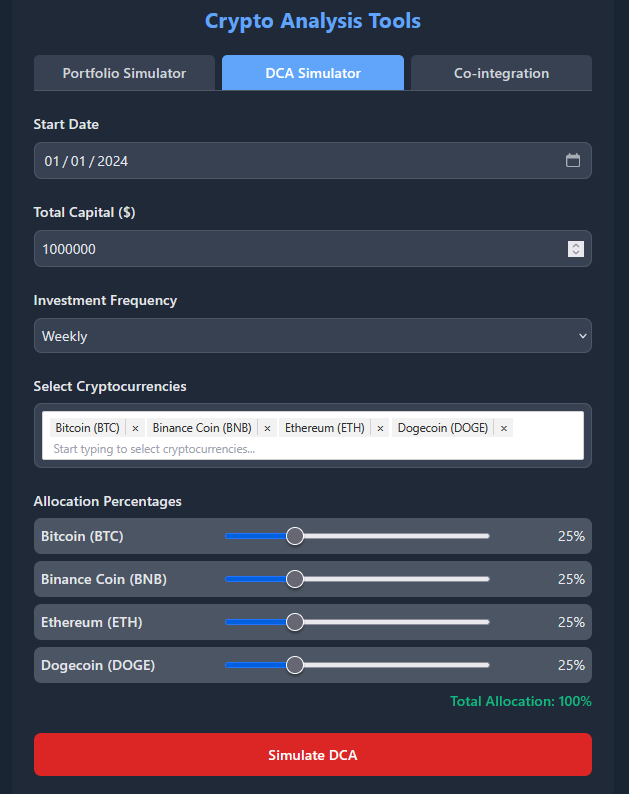 Crypto Analysis Tools
Portfolio Simulator DCA Simulator Co-integration
Start Date
01/01/2024
Total Capital ($)
1000000
Investment Frequency
Weekly
Select Cryptocurrencies
Bitcoin (BTC) × Binance Coin (BNB) × Ethereum (ETH) × Dogecoin (DOGE) ×
Start typing to select cryptocurrencies...
Allocation Percentages
Bitcoin (BTC) 25%
Binance Coin (BNB) 25%
Ethereum (ETH) 25%
Dogecoin (DOGE) 25%
Total Allocation: 100%
Simulate DCA